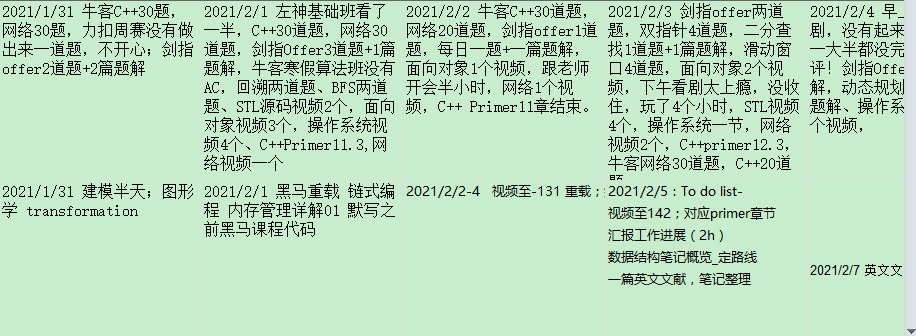 2021/1/31 牛客C++30题，
网络30题，力扣周赛没有做
出来一道题，不开心；剑指
offer2道题+2篇题解
2021/2/1 左神基础班看了
一半，C++30道题，网络30
道题，剑指Offer3道题+1篇
题解，牛客寒假算法班没有
AC，回溯两道题、BFS两道
题、STL源码视频2个，面向
对象视频3个，操作系统视
频4个、C++Primer11.3,网
络视频一个
2021/2/2 牛客C++30道题，
网络20道题，剑指offer1道
题，每日一题+一篇题解，
面向对象1个视频，跟老师
开会半小时，网络1个视
频，C++ Primer11章结束。
2021/2/3 剑指offer两道
题，双指针4道题，二分查
找1道题+1篇题解，滑动窗
口4道题，面向对象2个视
频，下午看剧太上瘾，没收
住，玩了4个小时，STL视频
4个，操作系统一节，网络
视频2个，C++primer12.3，
牛客网络30道题，C++20道
题
2021/2/4 早上
剧，没有起来
一大半都没完
评！剑指Offe
解，动态规划
题解、操作系
个视频，
2021/1/31 建模半天；图形
学 transformation
2021/2/1 黑马重载 链式编
程 内存管理详解01 默写之
前黑马课程代码
2021/2/2-4 视频至-131 重载；
2021/2/5：To do list-
视频至142；对应primer章节
汇报工作进展（2h）
数据结构笔记概览_定路线
一篇英文文献，笔记整理
2021/2/7 英文文